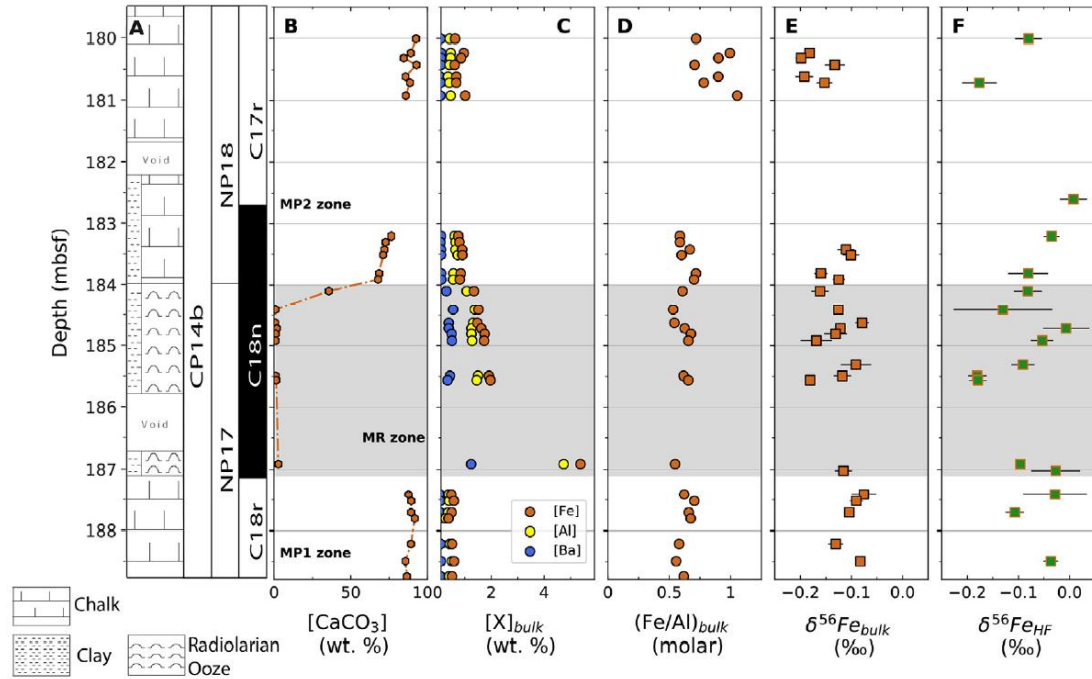 A
B
C
D
E
F
180
181
182
183
184
185
186
187
188
Depth (mbsf)
Void
Void
CP14b
NP18
NP17
C17r
C18n
C18r
MP2 zone
MR zone
MP1 zone
[Fe]
[Al]
[Ba]
0 50 100
0 2 4
0.0 0.5 1.0
−0.2 −0.1 0.0
−0.2 −0.1 0.0
[CaCO₃]
(wt. %)
[X]bulk
(wt. %)
(Fe/Al)bulk
(molar)
δ⁵⁶Febulk
(‰)
δ⁵⁶FeHF
(‰)
Chalk
Clay
Radiolarian
Ooze